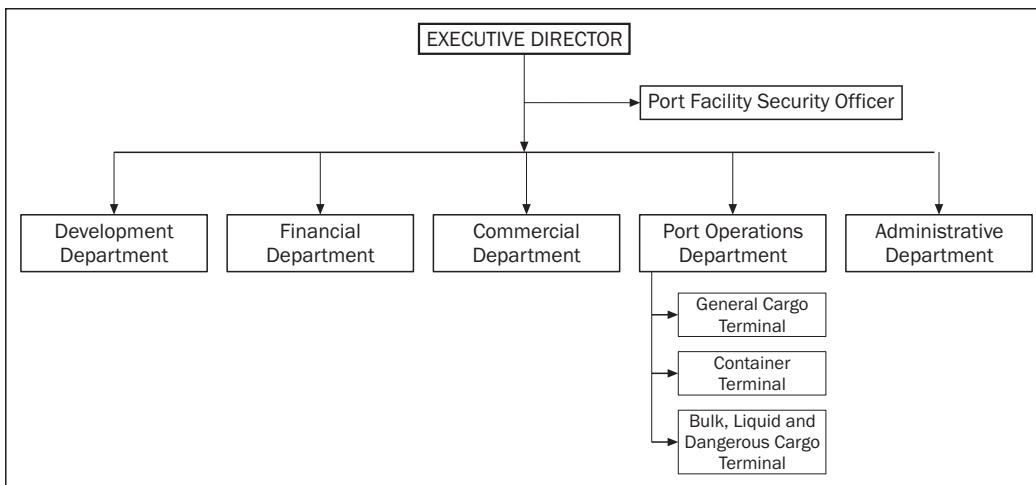 EXECUTIVE DIRECTOR
Port Facility Security Officer
Development
Department
Financial
Department
Commercial
Department
Port Operations
Department
Administrative
Department
General Cargo
Terminal
Container
Terminal
Bulk, Liquid and
Dangerous Cargo
Terminal